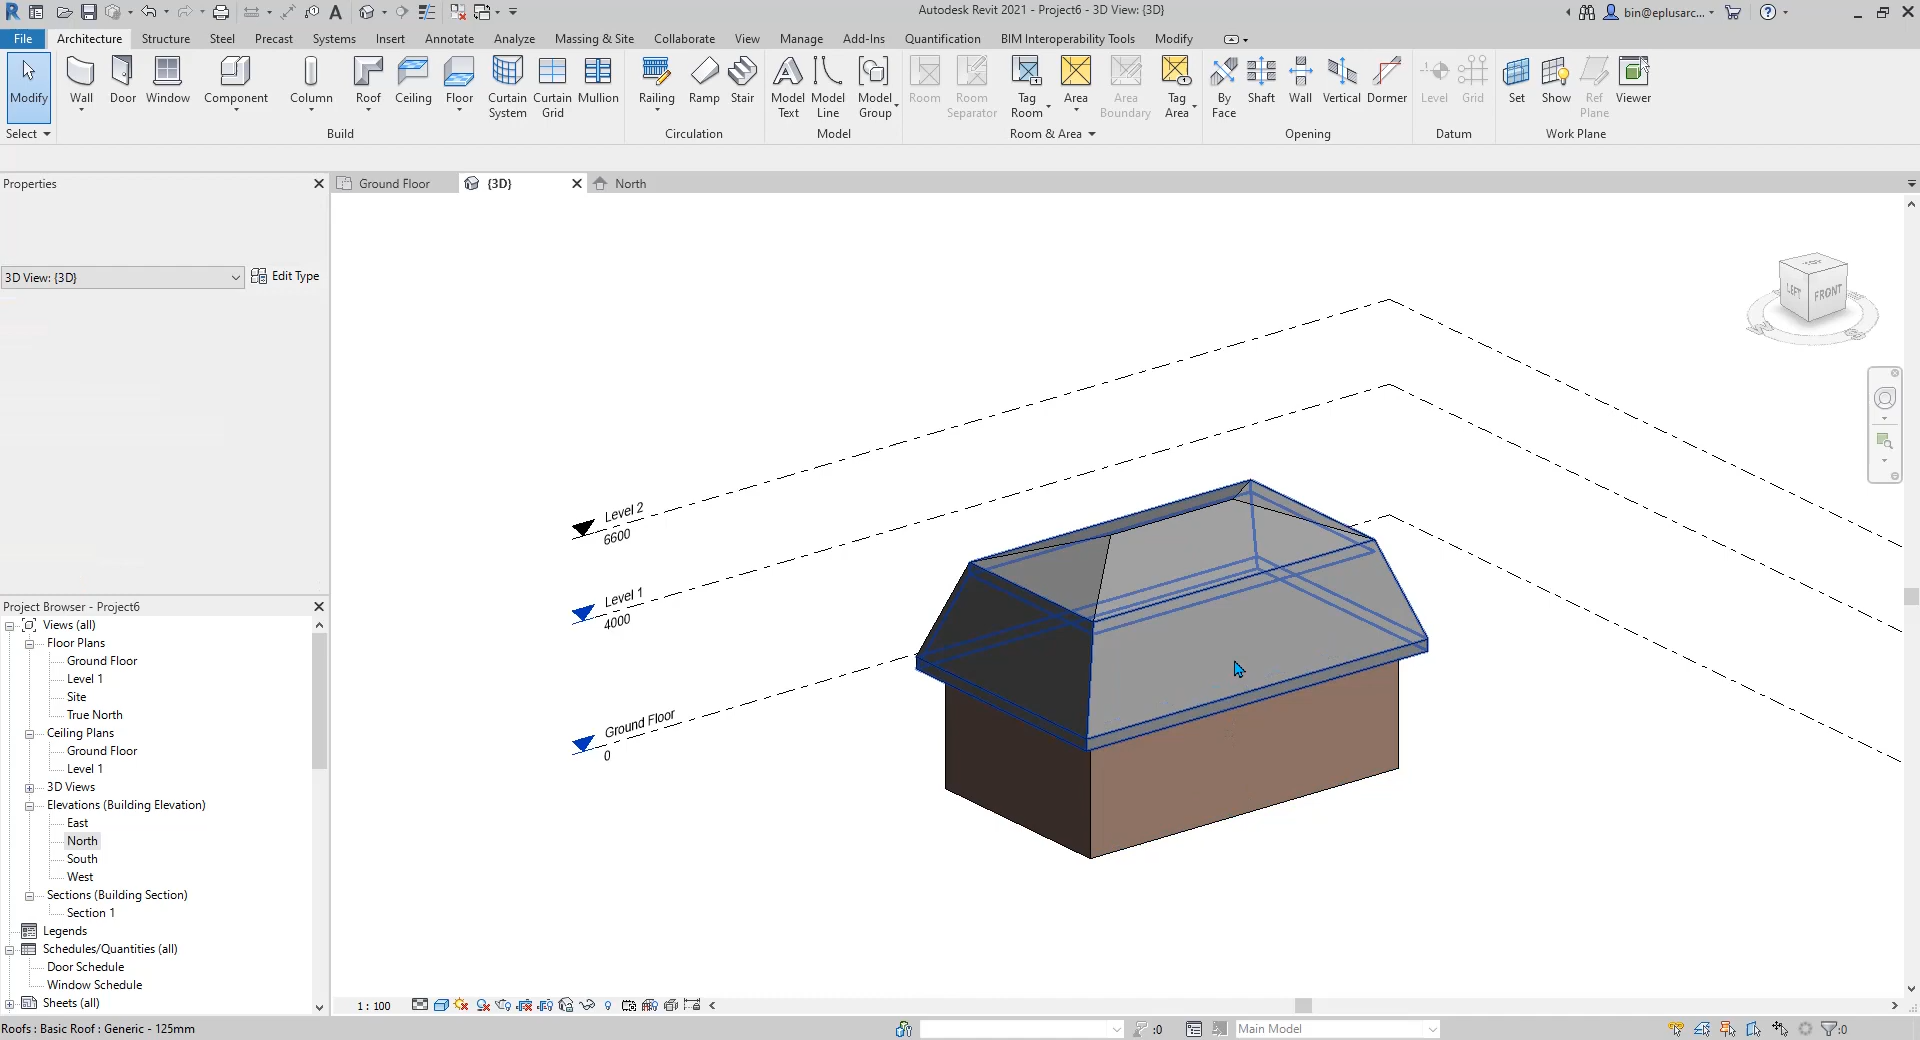 Autodesk Revit 2021 - Project6 - 3D View: {3D}
bin@eplusarc...
File Architecture Structure Steel Precast Systems Insert Annotate Analyze Massing & Site Collaborate View Manage Add-Ins Quantification BIM Interoperability Tools Modify
Modify Wall Door Window Component Column Roof Ceiling Floor Curtain System Curtain Grid Mullion Railing Ramp Stair Model Text Model Line Model Group Room Room Separator Tag Room Area Area Boundary Tag Area By Face Shaft Wall Vertical Dormer Level Grid Set Show Ref Plane Viewer
Select Build Circulation Model Room & Area Opening Datum Work Plane
Properties
Ground Floor
{3D}
North
3D View: {3D}
Edit Type
TOP
LEFT
FRONT
Level 2
6600
Level 1
4000
Ground Floor
0
Project Browser - Project6
Views (all)
Floor Plans
Ground Floor
Level 1
Site
True North
Ceiling Plans
Ground Floor
Level 1
3D Views
Elevations (Building Elevation)
East
North
South
West
Sections (Building Section)
Section 1
Legends
Schedules/Quantities (all)
Door Schedule
Window Schedule
Sheets (all)
1 : 100
Roofs : Basic Roof : Generic - 125mm
:0
Main Model
:0